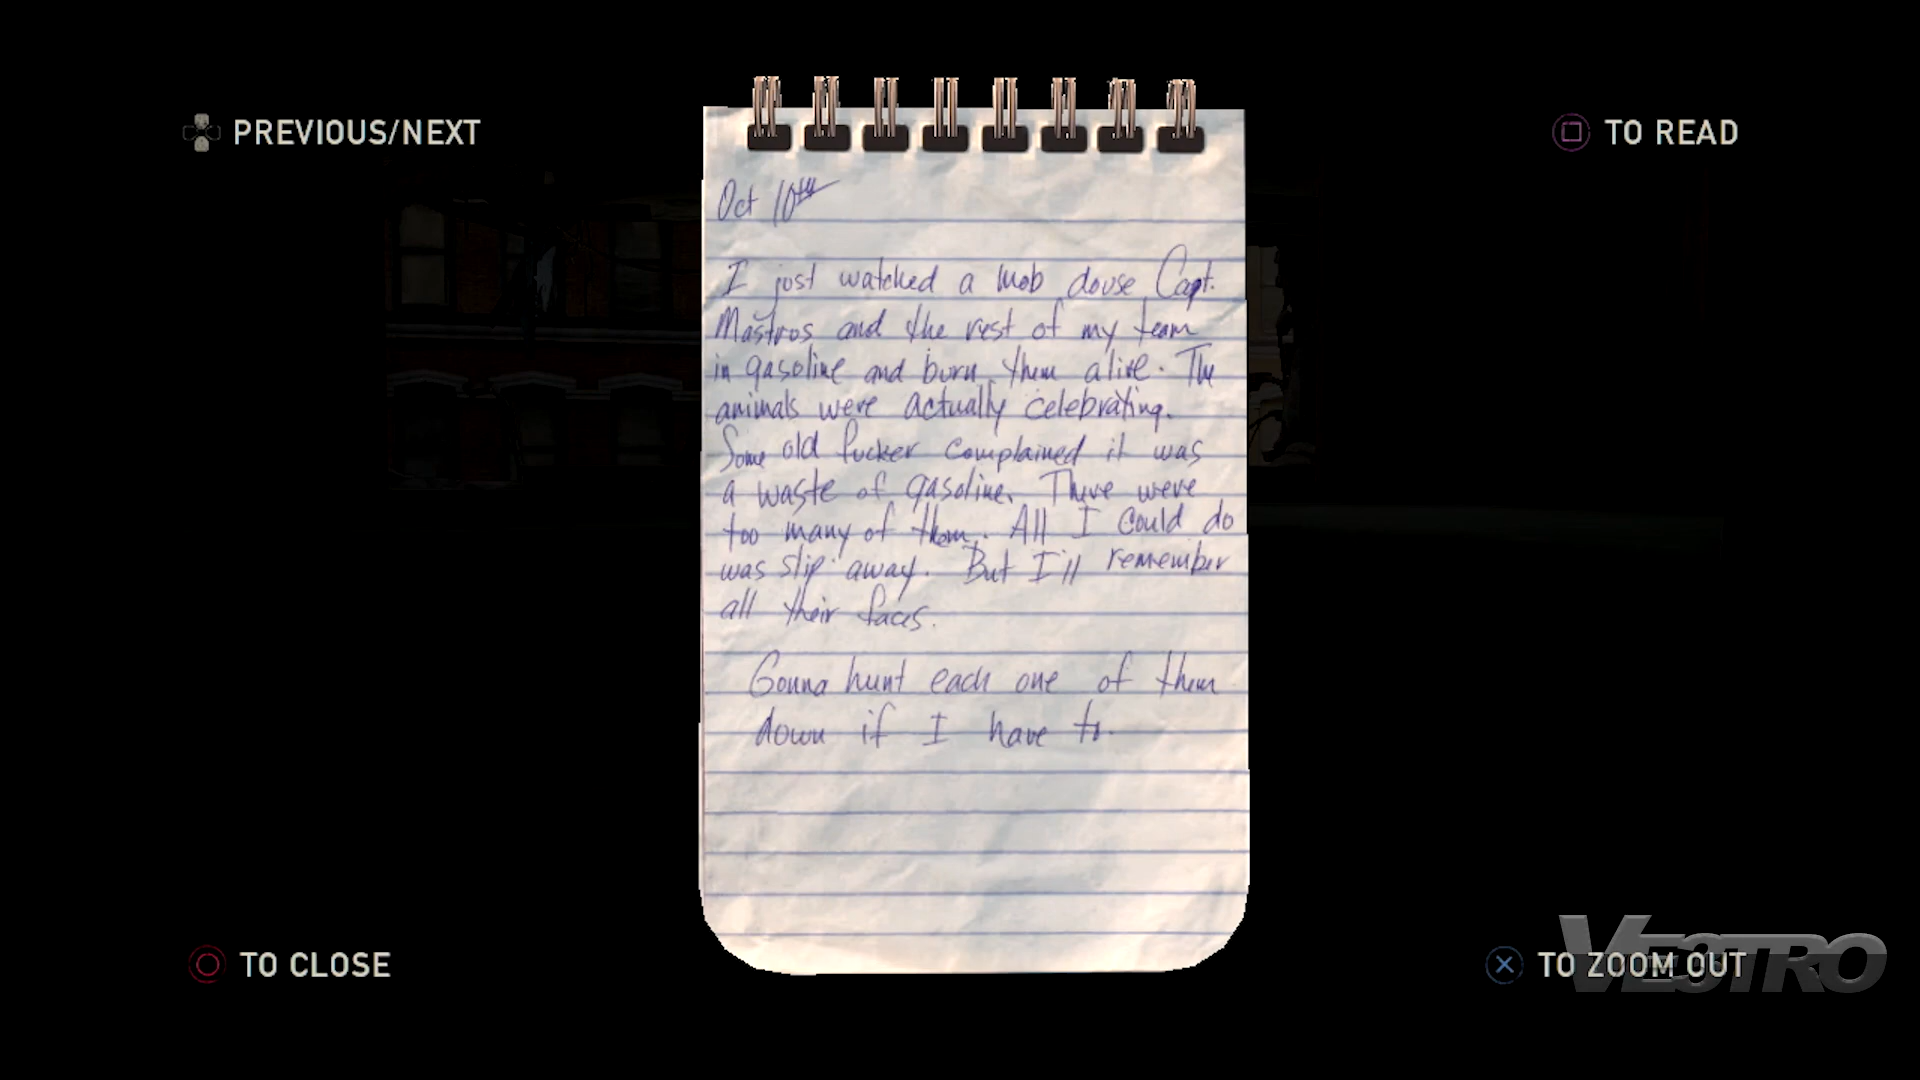 PREVIOUS/NEXT
TO READ
Oct 10th
I just watched a mob douse Capt.
Mastros and the rest of my team
in gasoline and burn them alive. The
animals were actually celebrating.
Some old fucker complained it was
a waste of gasoline. There were
too many of them. All I could do
was slip away. But I'll remember
all their faces.
Gonna hunt each one of them
down if I have to.
TO CLOSE
TO ZOOM OUT
VESTRO